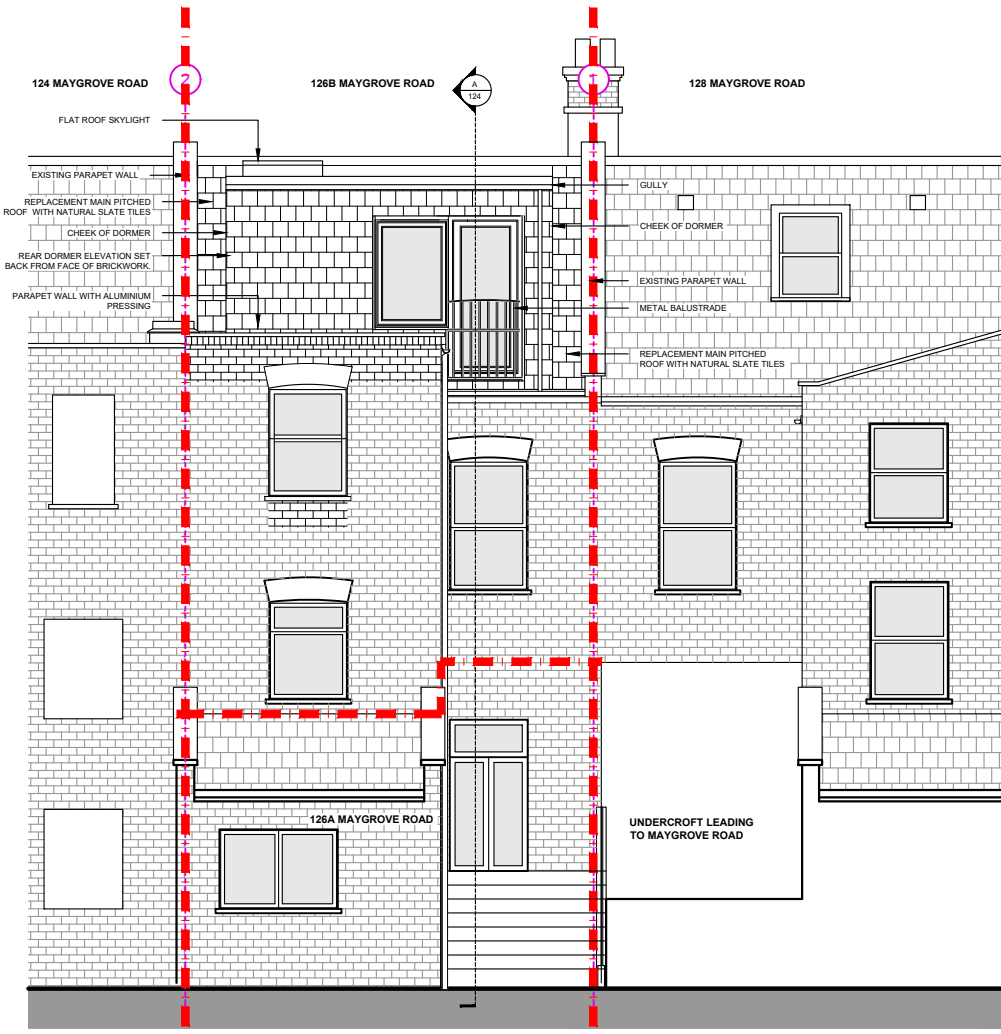 124 MAYGROVE ROAD
2
126B MAYGROVE ROAD
A
124
1
128 MAYGROVE ROAD
FLAT ROOF SKYLIGHT
EXISTING PARAPET WALL
REPLACEMENT MAIN PITCHED
ROOF WITH NATURAL SLATE TILES
CHEEK OF DORMER
REAR DORMER ELEVATION SET
BACK FROM FACE OF BRICKWORK.
PARAPET WALL WITH ALUMINIUM
PRESSING
GULLY
CHEEK OF DORMER
EXISTING PARAPET WALL
METAL BALUSTRADE
REPLACEMENT MAIN PITCHED
ROOF WITH NATURAL SLATE TILES
126A MAYGROVE ROAD
UNDERCROFT LEADING
TO MAYGROVE ROAD